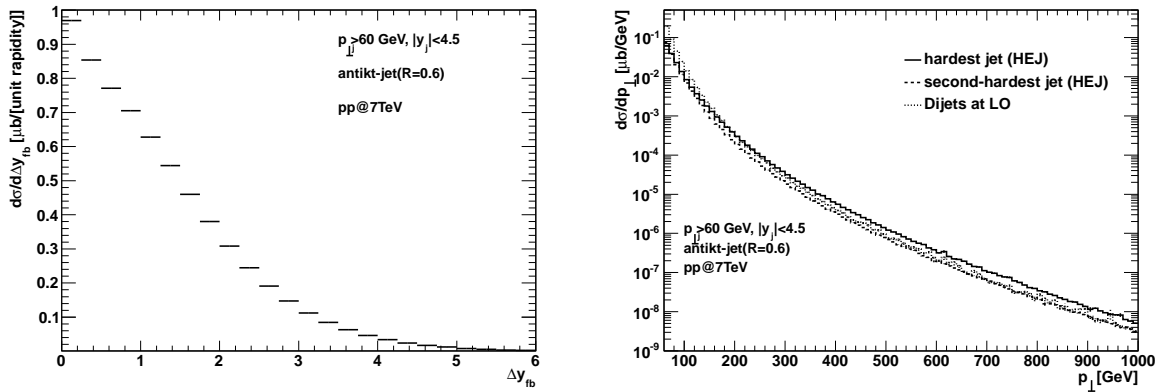 dσ/dΔy_fb [μb/[unit rapidity]]
1
0.9
0.8
0.7
0.6
0.5
0.4
0.3
0.2
0.1
p_⊥j>60 GeV, |y_j|<4.5
antikt-jet(R=0.6)
pp@7TeV
0 1 2 3 4 5 6
Δy_fb
dσ/dp_⊥ [μb/GeV]
10^-1
10^-2
10^-3
10^-4
10^-5
10^-6
10^-7
10^-8
10^-9
hardest jet (HEJ)
second-hardest jet (HEJ)
Dijets at LO
p_⊥j>60 GeV, |y_j|<4.5
antikt-jet(R=0.6)
pp@7TeV
100 200 300 400 500 600 700 800 900 1000
p_⊥[GeV]